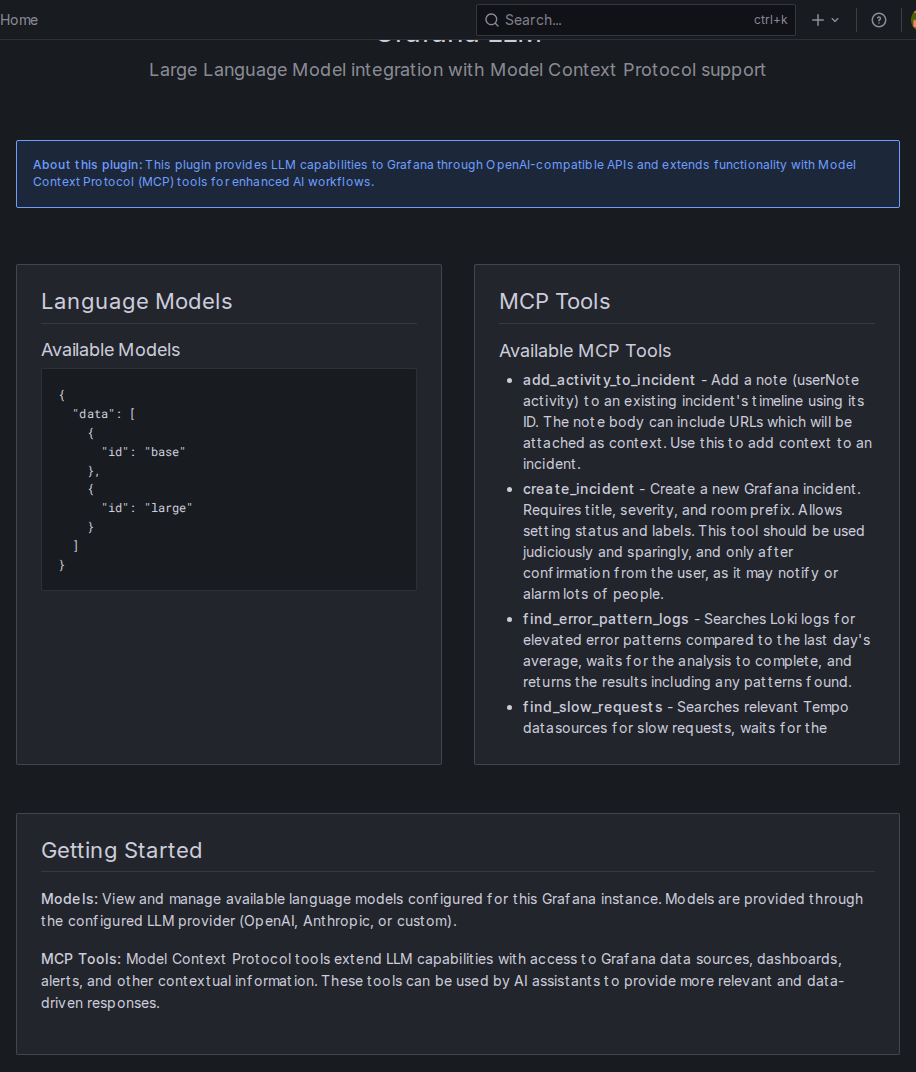 Home
Search...
ctrl+k
Grafana LLM
Large Language Model integration with Model Context Protocol support
About this plugin: This plugin provides LLM capabilities to Grafana through OpenAI-compatible APIs and extends functionality with Model
Context Protocol (MCP) tools for enhanced AI workflows.
Language Models
Available Models
{
"data": [
{
"id": "base"
},
{
"id": "large"
}
]
}
MCP Tools
Available MCP Tools
• add_activity_to_incident - Add a note (userNote
activity) to an existing incident's timeline using its
ID. The note body can include URLs which will be
attached as context. Use this to add context to an
incident.
• create_incident - Create a new Grafana incident.
Requires title, severity, and room prefix. Allows
setting status and labels. This tool should be used
judiciously and sparingly, and only after
confirmation from the user, as it may notify or
alarm lots of people.
• find_error_pattern_logs - Searches Loki logs for
elevated error patterns compared to the last day's
average, waits for the analysis to complete, and
returns the results including any patterns found.
• find_slow_requests - Searches relevant Tempo
datasources for slow requests, waits for the
Getting Started
Models: View and manage available language models configured for this Grafana instance. Models are provided through
the configured LLM provider (OpenAI, Anthropic, or custom).
MCP Tools: Model Context Protocol tools extend LLM capabilities with access to Grafana data sources, dashboards,
alerts, and other contextual information. These tools can be used by AI assistants to provide more relevant and data-
driven responses.